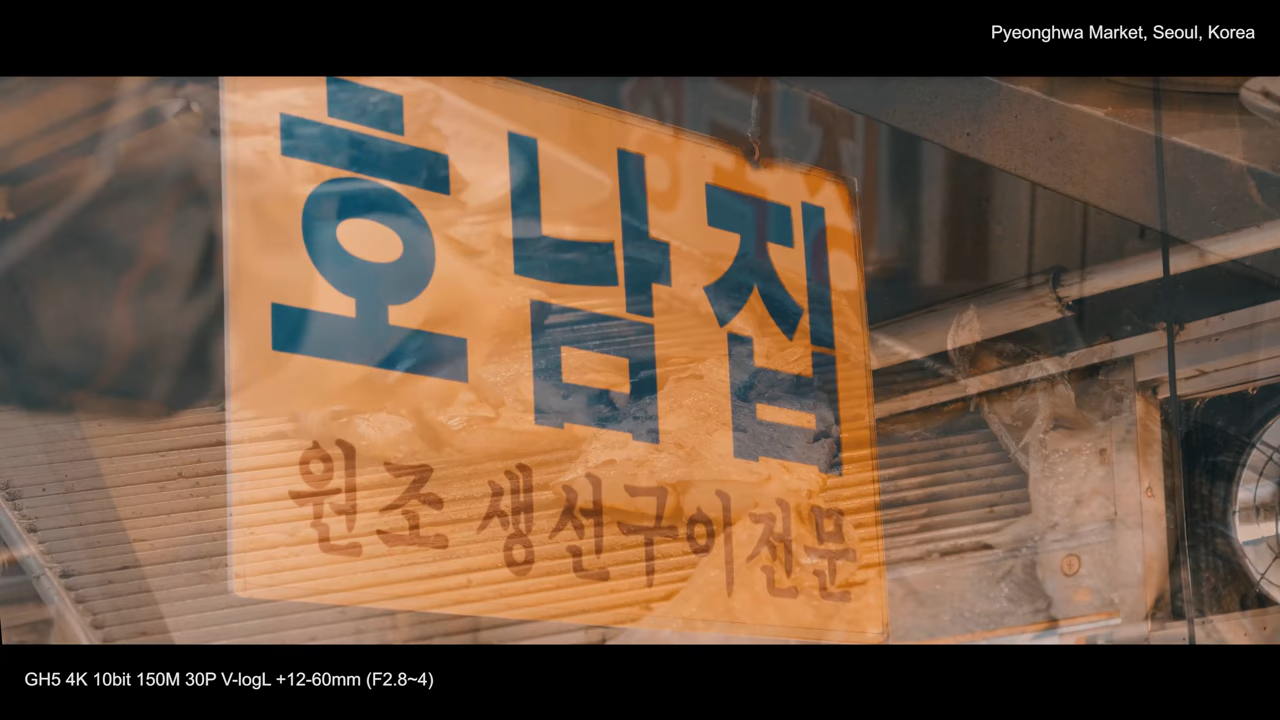 Pyeonghwa Market, Seoul, Korea
호남집
원조 생선구이전문
GH5 4K 10bit 150M 30P V-logL +12-60mm (F2.8~4)